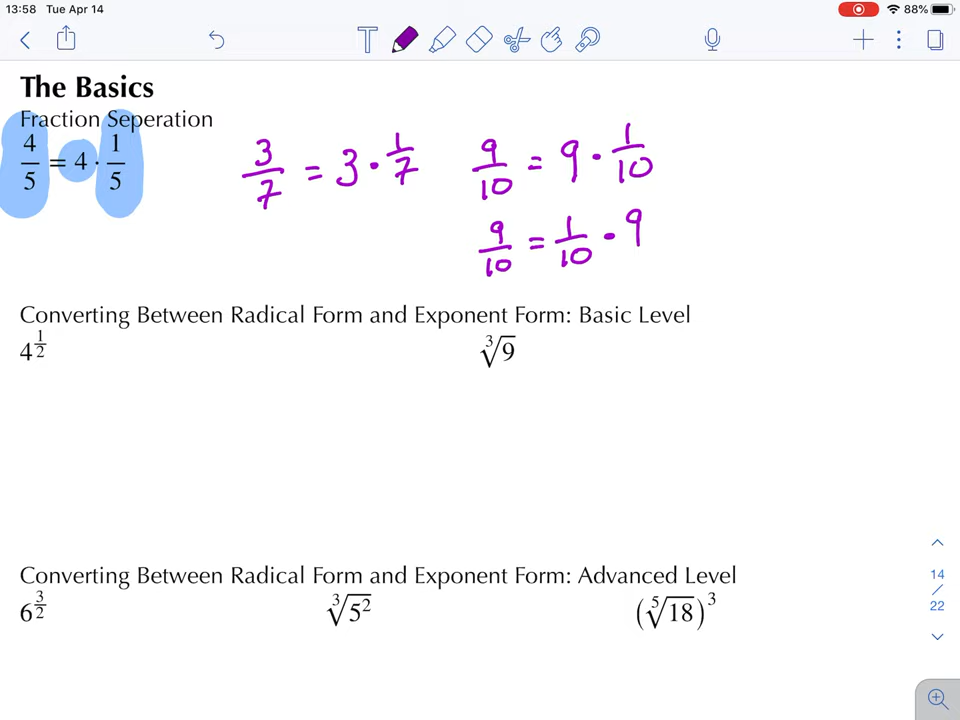 13:58 Tue Apr 14 88%
The Basics
Fraction Seperation
4/5 = 4 · 1/5
3/7 = 3 · 1/7
9/10 = 9 · 1/10
9/10 = 1/10 · 9
Converting Between Radical Form and Exponent Form: Basic Level
4^(1/2) ∛9
14
/
22
Converting Between Radical Form and Exponent Form: Advanced Level
6^(3/2) ∛(5²) (⁵√18)³